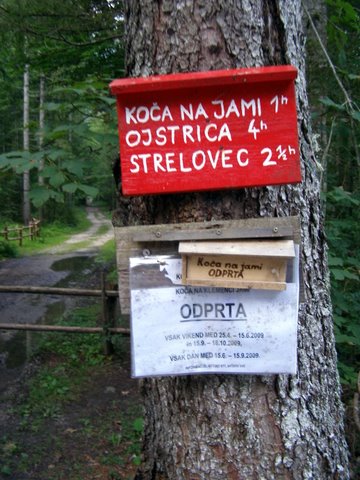 KOČA NA JAMI 1h
OJSTRICA 4h
STRELOVEC 2½h
Koča na jami
ODPRTA
KOČA NA KLEMENČI JAMI
ODPRTA
VSAK VIKEND MED 25.4. – 15.6.2009
in 15.9. – 18.10.2009,
VSAK DAN MED 15.6. – 15.9.2009.